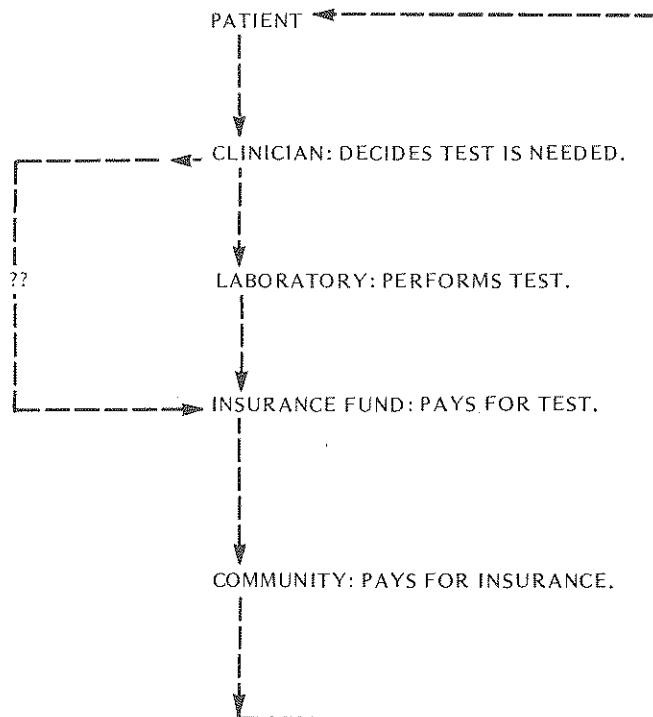 PATIENT
CLINICIAN: DECIDES TEST IS NEEDED.
??
LABORATORY: PERFORMS TEST.
INSURANCE FUND: PAYS FOR TEST.
COMMUNITY: PAYS FOR INSURANCE.